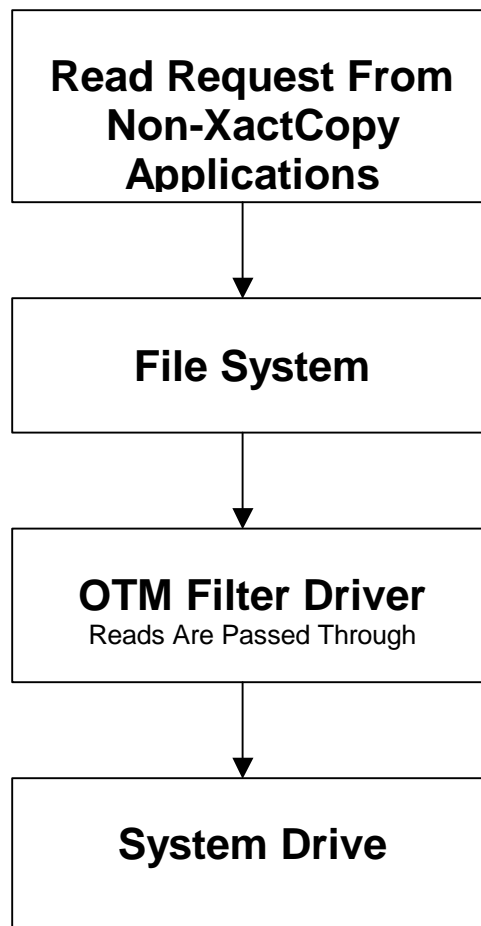 Read Request From
Non-XactCopy
Applications
File System
OTM Filter Driver
Reads Are Passed Through
System Drive